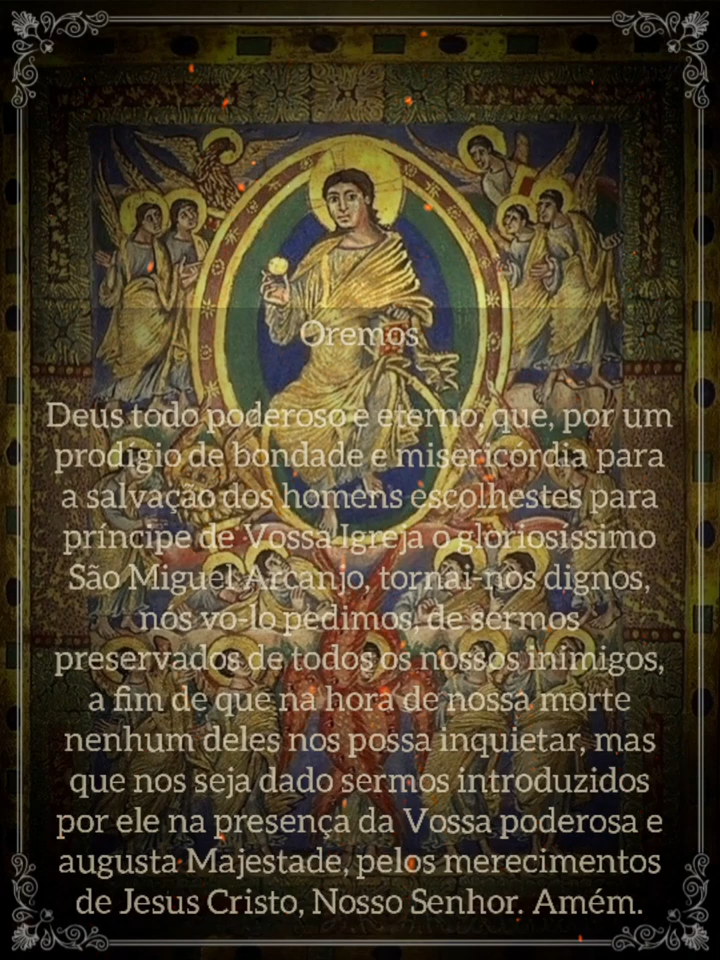 Oremos
Deus todo poderoso e eterno, que, por um
prodígio de bondade e misericordia para
a salvação dos homens escolhestes para
príncipe de Vossa Igreja o gloriosíssimo
São Miguel Arcanjo, tornai-nos dignos,
nós vo-lo pedimos, de sermos
preservados de todos os nossos inimigos,
a fim de que na hora de nossa morte
nenhum deles nos possa inquietar, mas
que nos seja dado sermos introduzidos
por ele na presença da Vossa poderosa e
augusta Majestade, pelos merecimentos
de Jesus Cristo, Nosso Senhor. Amém.